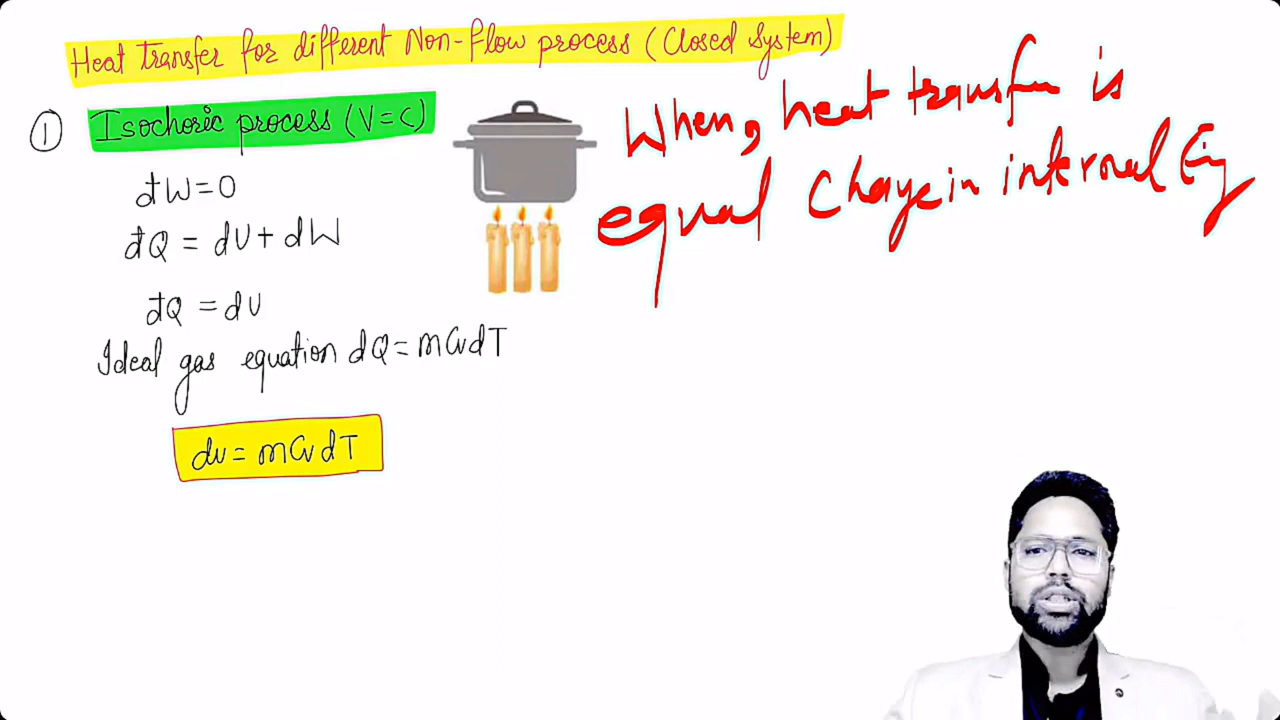 Heat transfer for different Non-flow process (Closed System)
① Isochoric process (V=C)
dW=0
dQ = dU + dW
dQ = dU
Ideal gas equation dQ = mCvdT
du = mCvdT
When, heat transfer is
equal Change in internal